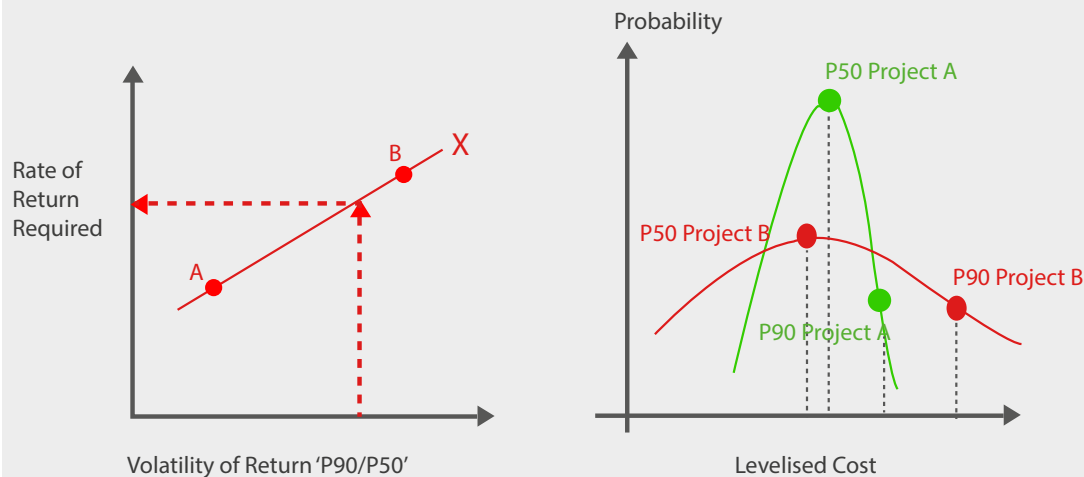 Rate of
Return
Required
A
B
X
Volatility of Return ‘P90/P50’
Probability
P50 Project A
P50 Project B
P90 Project B
P90 Project A
Levelised Cost